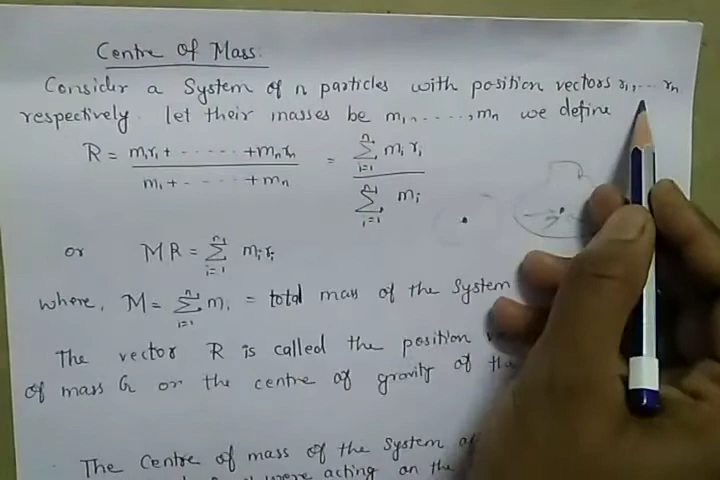 Centre Of Mass.
Consider a System of n particles with position vectors r₁,... rₙ
respectively. let their masses be m₁, . . . . ., mₙ we define
R = m₁r₁ + . . . . . + mₙrₙ / m₁ + - . . . . + mₙ = Σᵢ₌₁ⁿ mᵢ rᵢ / Σᵢ₌₁ⁿ mᵢ
or MR = Σᵢ₌₁ⁿ mᵢrᵢ
where, M = Σᵢ₌₁ⁿ mᵢ = total mass of the System
The vector R is called the position
of mass G or the centre of gravity of
The Centre of mass of the System
were acting on the